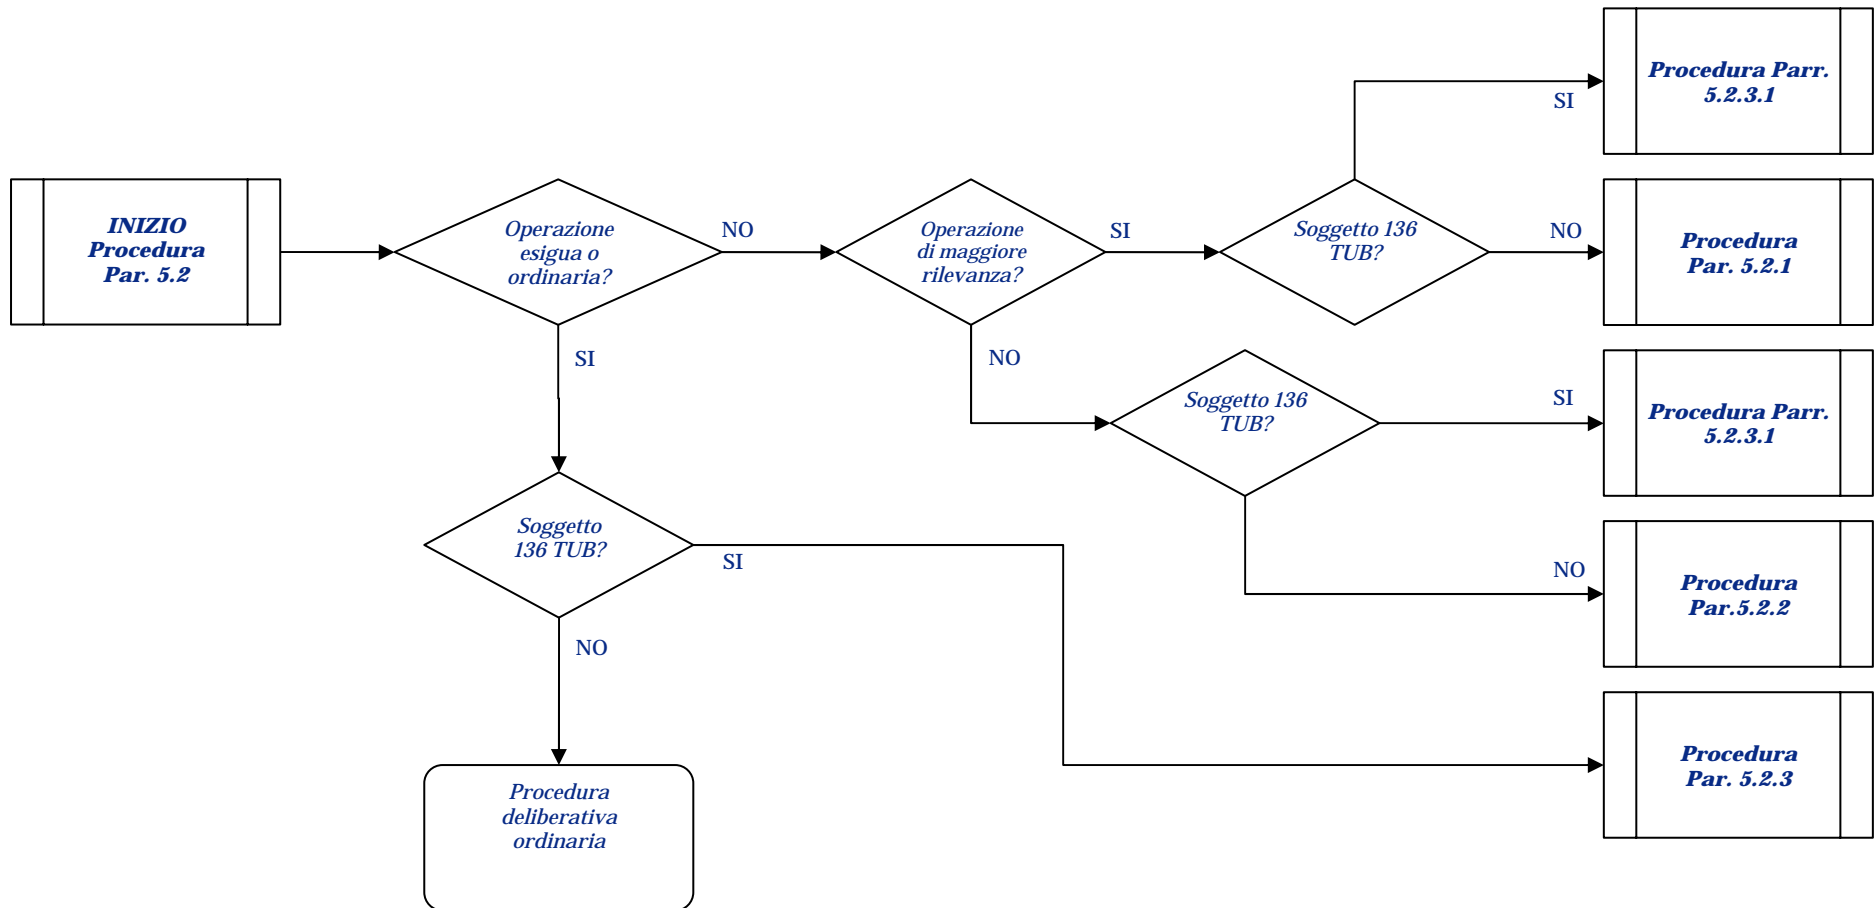 Procedura Parr.
5.2.3.1
SI
INIZIO
Procedura
Par. 5.2
Operazione
esigua o
ordinaria?
NO
Operazione
di maggiore
rilevanza?
SI
Soggetto 136
TUB?
NO
Procedura
Par. 5.2.1
SI
NO
Soggetto 136
TUB?
SI
Procedura Parr.
5.2.3.1
Soggetto
136 TUB?
SI
NO
Procedura
Par.5.2.2
NO
Procedura
Par. 5.2.3
Procedura
deliberativa
ordinaria